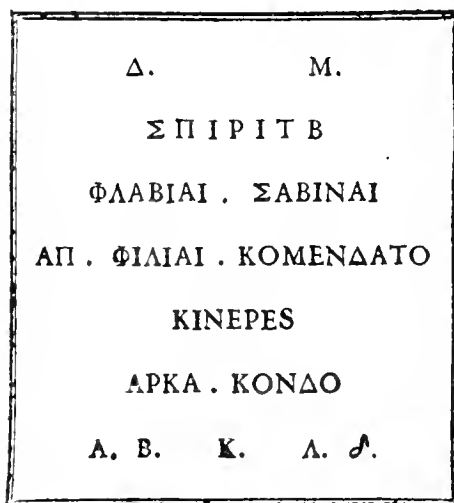 Δ. Μ.
ΣΠΙΡΙΤΒ
ΦΛΑΒΙΑΙ . ΣΑΒΙΝΑΙ
ΑΠ . ΦΙΛΙΑΙ . ΚΟΜΕΝΔΑΤΟ
ΚΙΝΕΡΕS
ΑΡΚΑ . ΚΟΝΔΟ
Α. Β. Κ. Λ.